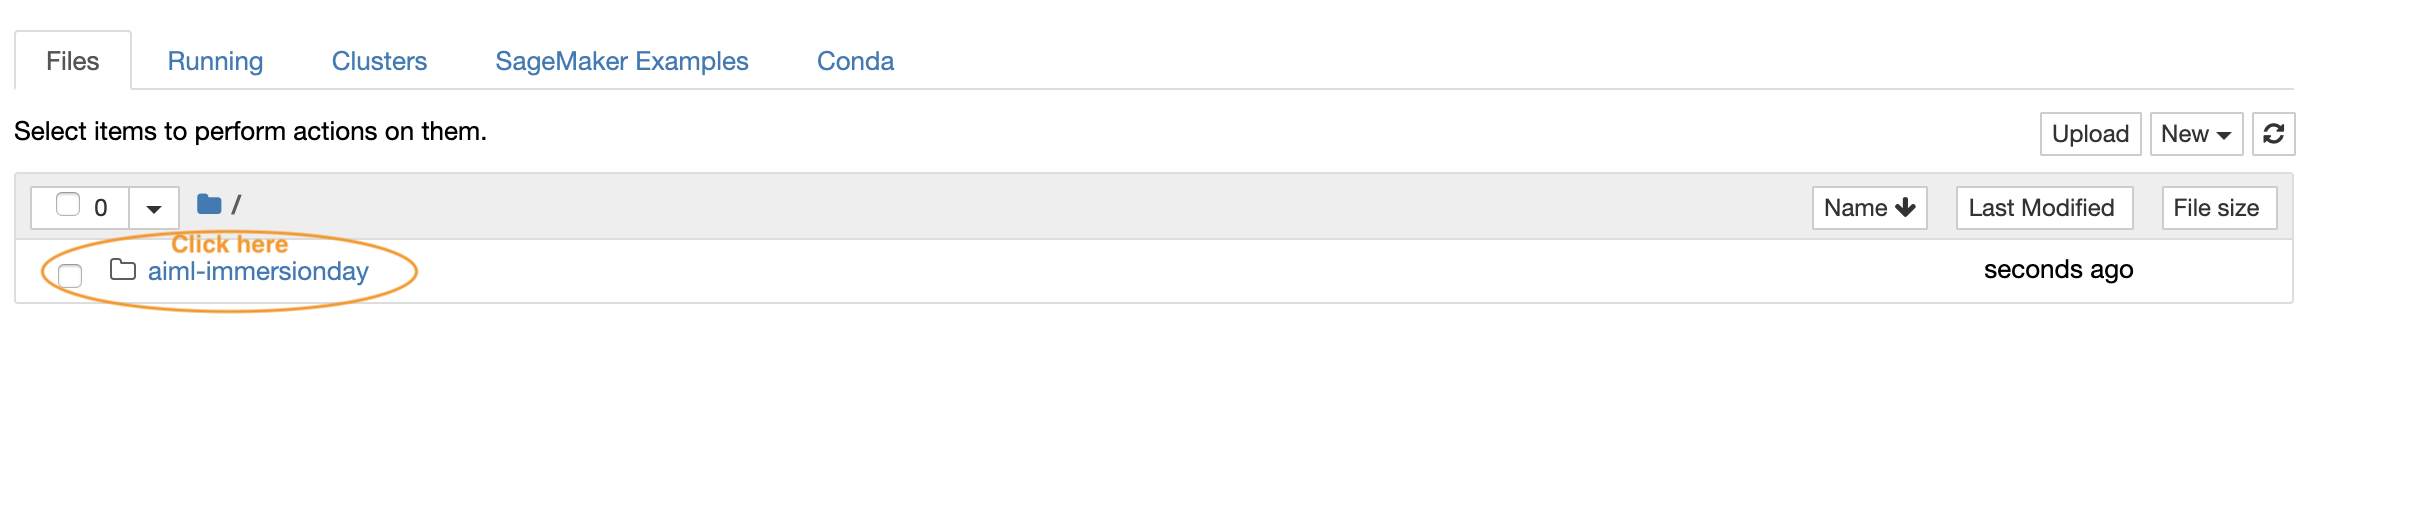 Files Running Clusters SageMaker Examples Conda
Select items to perform actions on them.
Upload New
0 / Name Last Modified File size
Click here
aiml-immersionday seconds ago